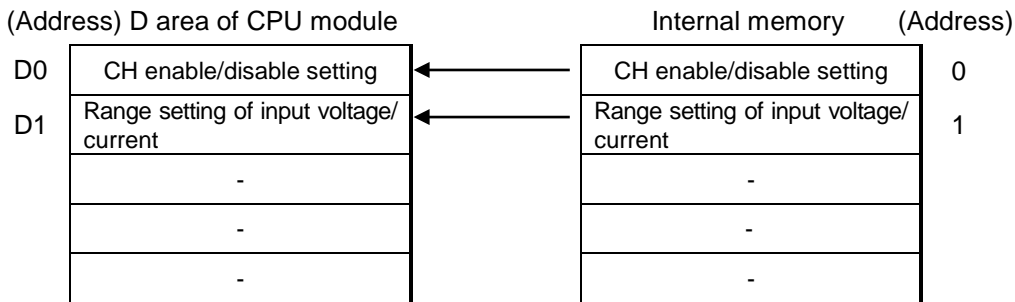 (Address) D area of CPU module Internal memory (Address)
D0 CH enable/disable setting CH enable/disable setting 0
D1 Range setting of input voltage/ Range setting of input voltage/ 1
current current
- -
- -
- -